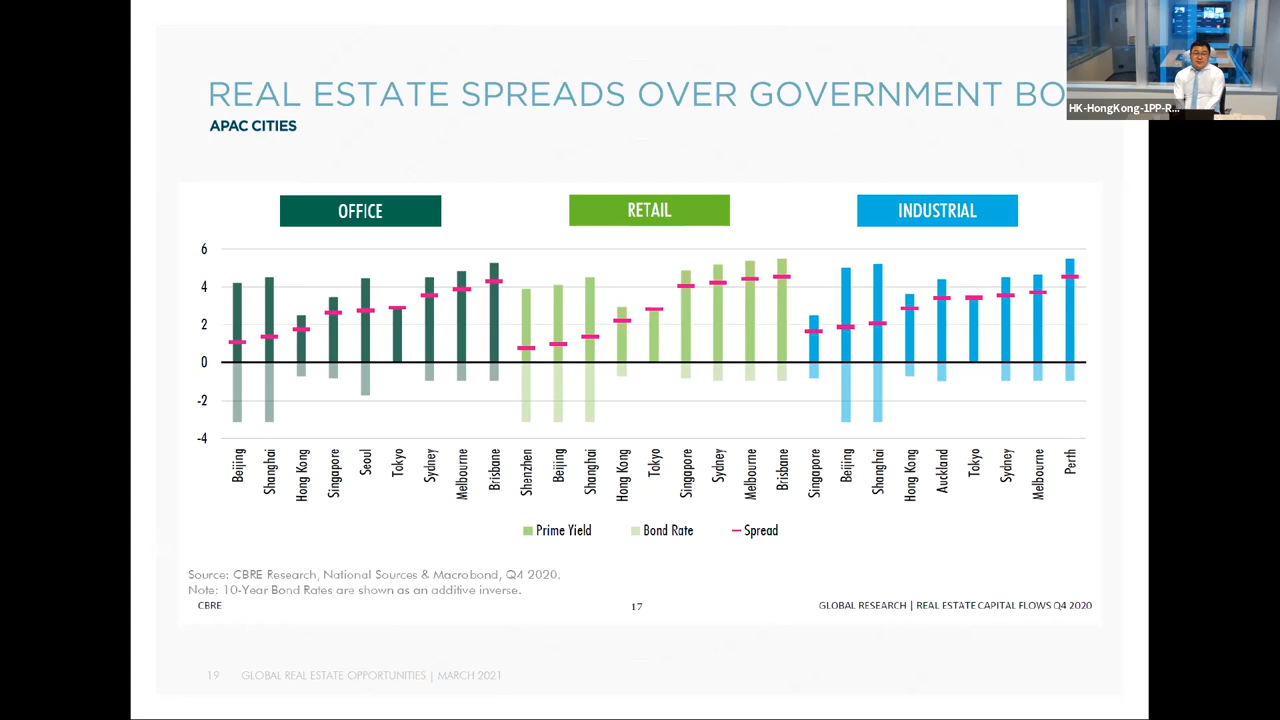 REAL ESTATE SPREADS OVER GOVERNMENT BO
HK-HongKong-1PP-R...
APAC CITIES
OFFICE
RETAIL
INDUSTRIAL
6
4
2
0
-2
-4
Beijing
Shanghai
Hong Kong
Singapore
Seoul
Tokyo
Sydney
Melbourne
Brisbane
Shenzhen
Beijing
Shanghai
Hong Kong
Tokyo
Singapore
Sydney
Melbourne
Brisbane
Singapore
Beijing
Shanghai
Hong Kong
Auckland
Tokyo
Sydney
Melbourne
Perth
Prime Yield Bond Rate Spread
Source: CBRE Research, National Sources & Macrobond, Q4 2020.
Note: 10-Year Bond Rates are shown as an additive inverse.
CBRE 17 GLOBAL RESEARCH | REAL ESTATE CAPITAL FLOWS Q4 2020
19 GLOBAL REAL ESTATE OPPORTUNITIES | MARCH 2021